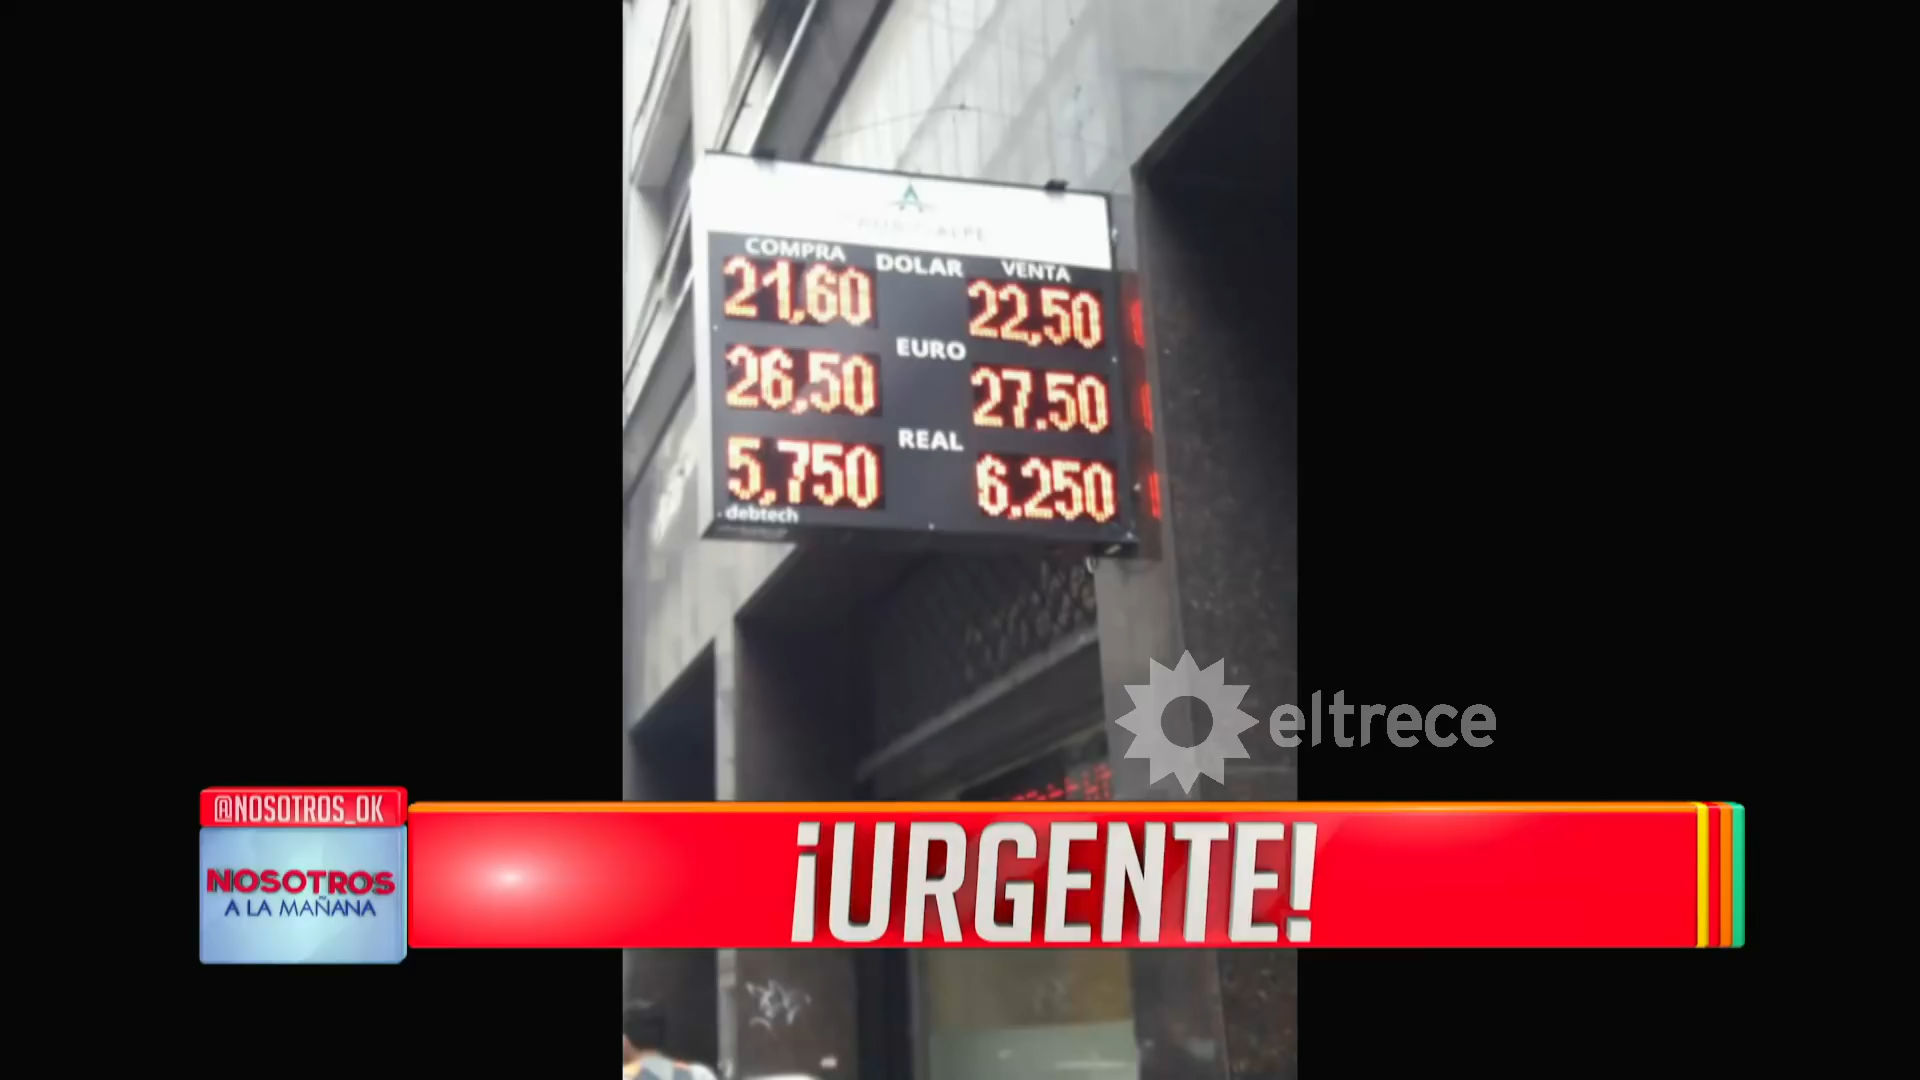 COMPRA DOLAR VENTA
21,60 22,50
EURO
26,50 27.50
REAL
5,750 6.250
debtech
eltrece
@NOSOTROS_OK
NOSOTROS
A LA MAÑANA
¡URGENTE!